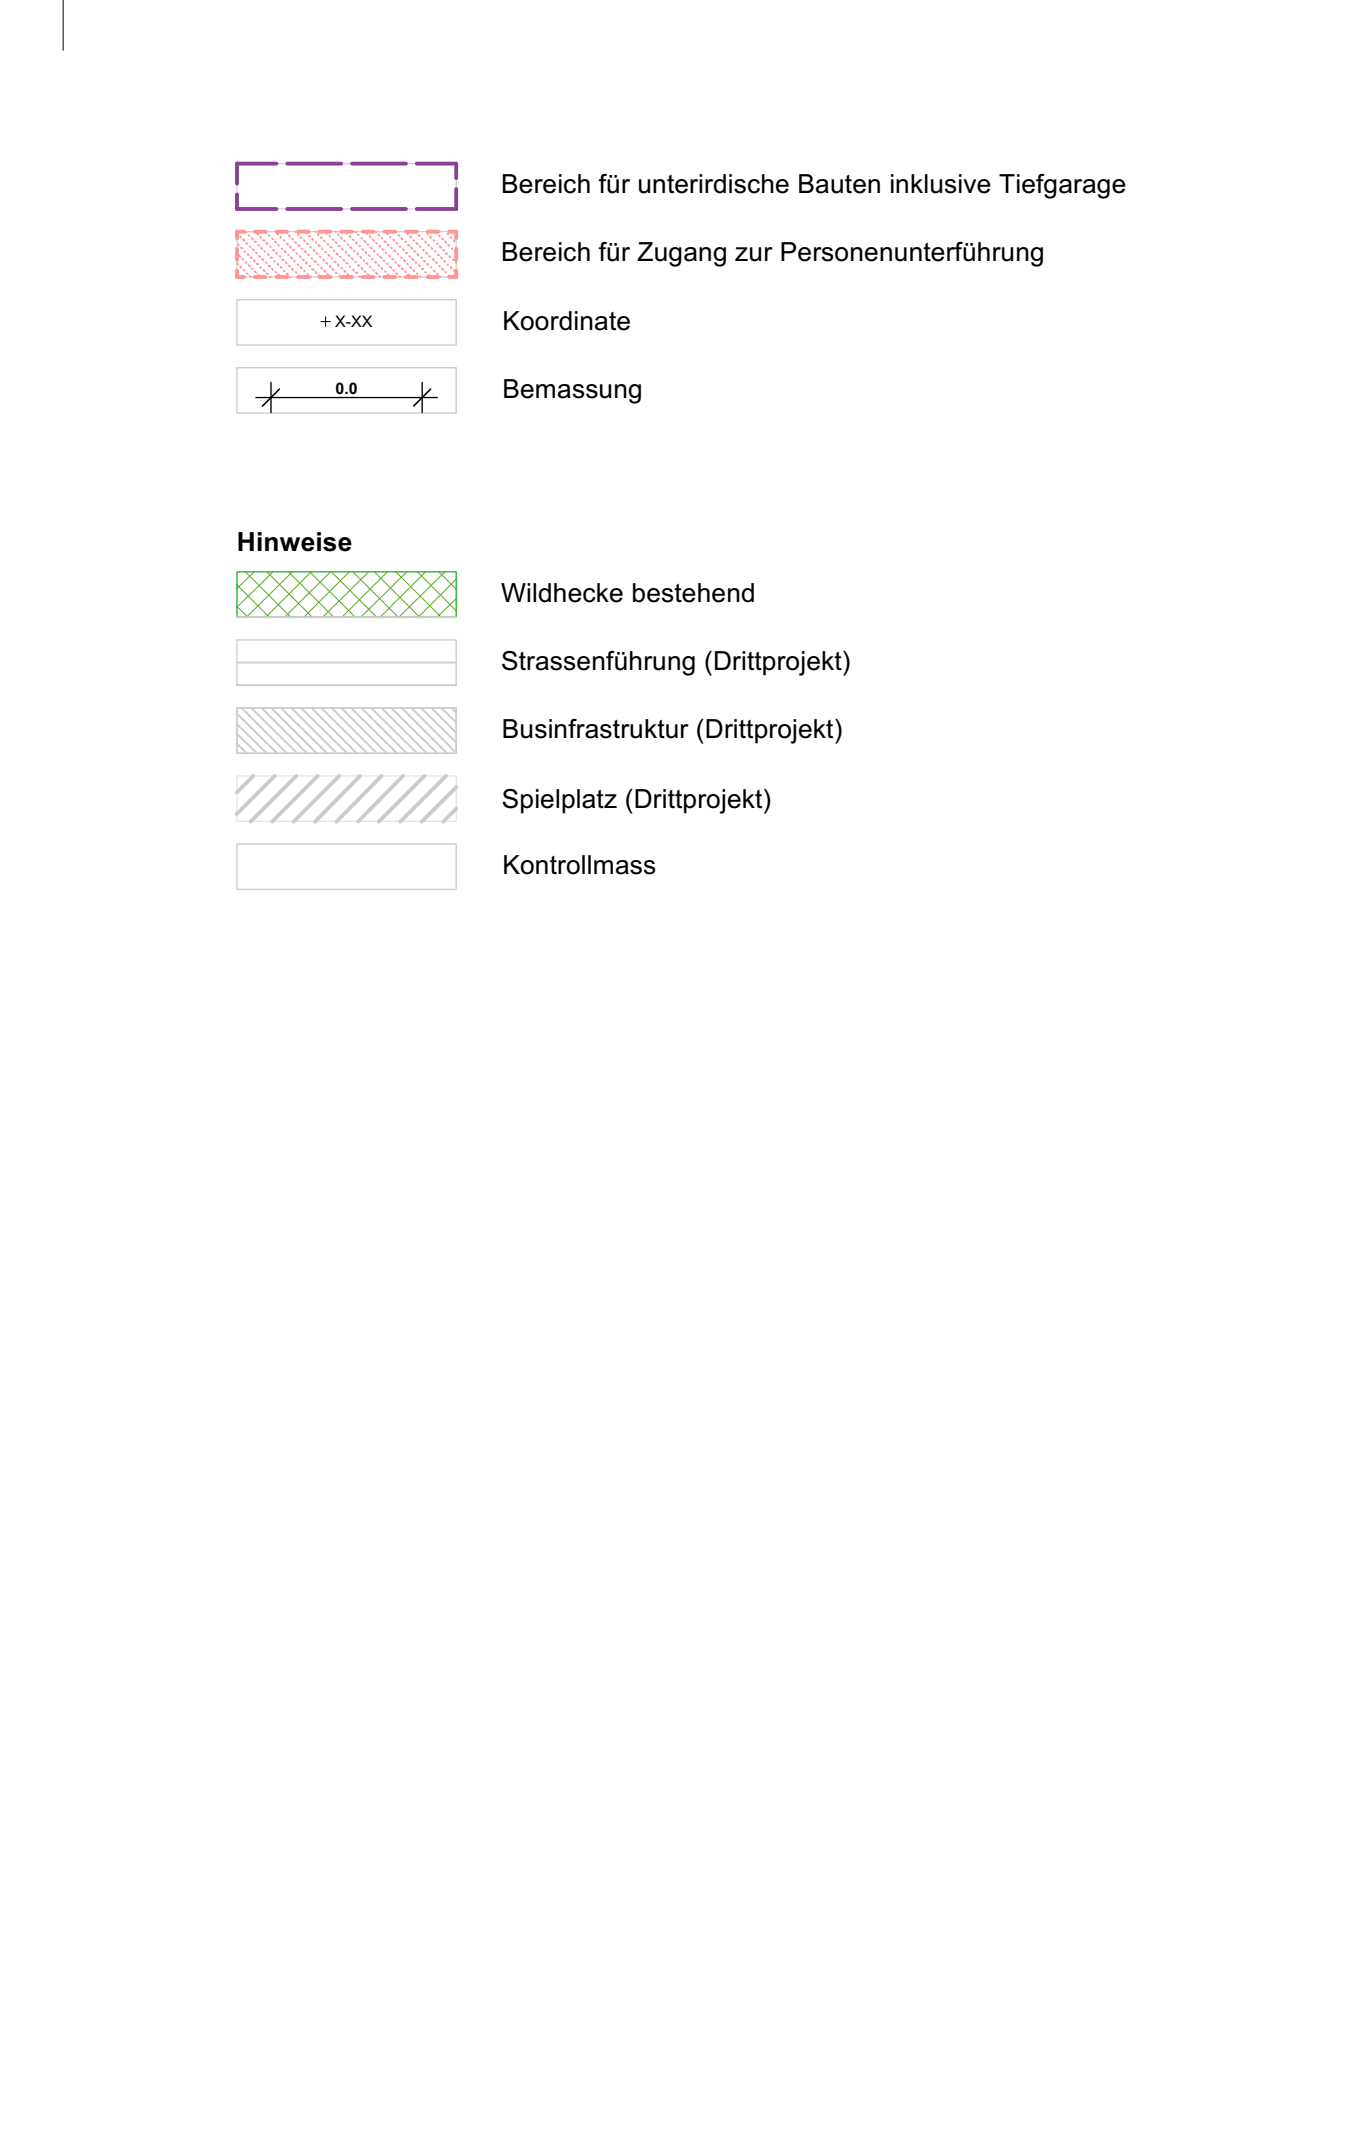 Bereich für unterirdische Bauten inklusive Tiefgarage
Bereich für Zugang zur Personenunterführung
+ X-XX Koordinate
0.0 Bemassung
Hinweise
Wildhecke bestehend
Strassenführung (Drittprojekt)
Businfrastruktur (Drittprojekt)
Spielplatz (Drittprojekt)
Kontrollmass